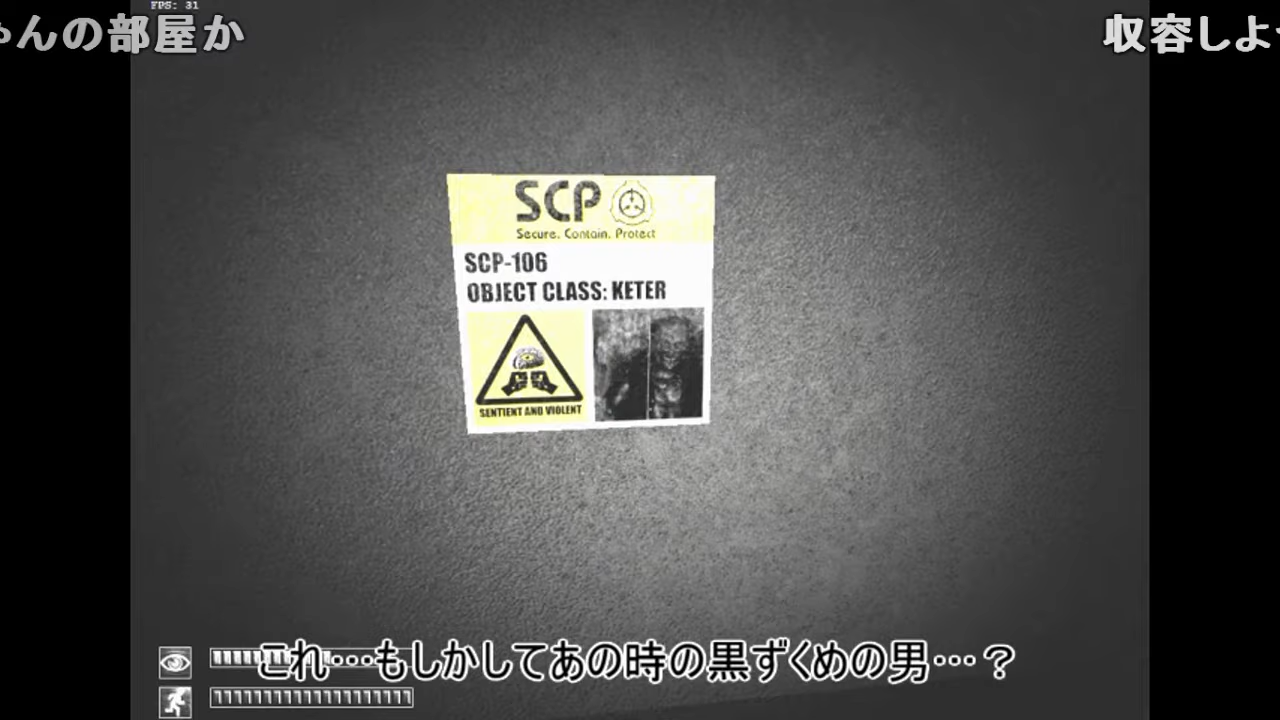 FPS: 31
ゃんの部屋か
収容しよ
SCP
Secure. Contain. Protect
SCP-106
OBJECT CLASS: KETER
SENTIENT AND VIOLENT
これ…もしかしてあの時の黒ずくめの男…？